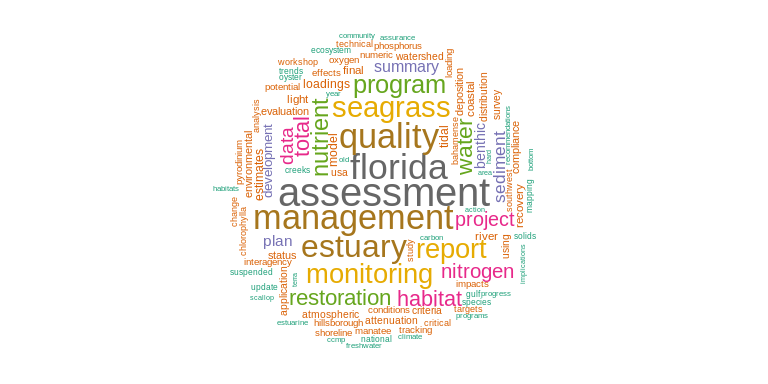 community
assurance
technical
phosphorus
ecosystem
numeric
watershed
workshop
oxygen
loading
trends
effects
final
summary
oyster
potential
loadings
program
deposition
coastal
distribution
survey
year
light
seagrass
analysis
evaluation
nutrient
total
data
model
quality
tidal
bahamense
water
benthic
hard
recommendations
compliance
bottom
pyrodinium
environmental
estimates
development
creeks
old
usa
florida
area
sediment
southwest
habitats
assessment
recovery
mapping
change
chlorophylla
management
action
project
plan
estuary
study
carbon
report
river
using
solids
status
interagency
suspended
terra
monitoring
nitrogen
implications
update
application
impacts
scallop
restoration
habitat
gulf
progress
species
atmospheric
conditions
criteria
targets
estuarine
hillsborough
attenuation
critical
programs
shoreline
manatee
tracking
ccmp
national
climate
freshwater